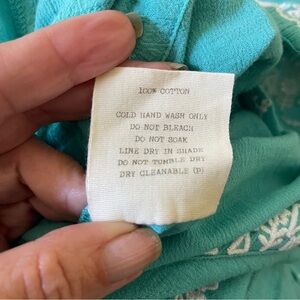 100% COTTON
COLD HAND WASH ONLY
DO NOT BLEACH
DO NOT SOAK
LINE DRY IN SHADE
DO NOT TUMBLE DRY
DRY CLEANABLE (P)